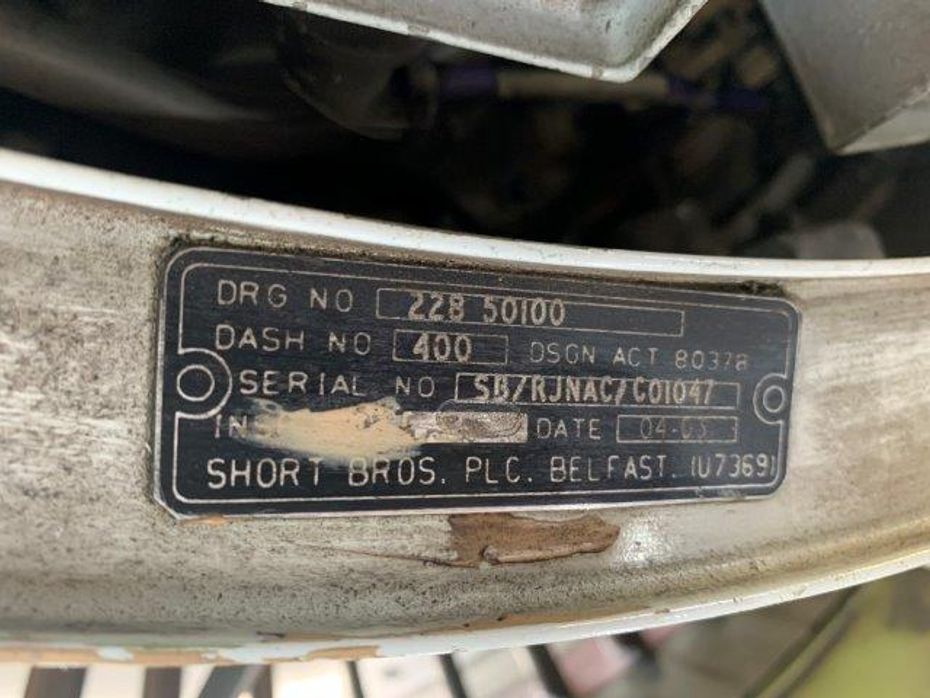 DRG NO 228 50100
DASH NO 400 DSGN ACT 80378
SERIAL NO SB/RJNAC/C01047
DATE 04-03
SHORT BROS. PLC. BELFAST. (U7369)